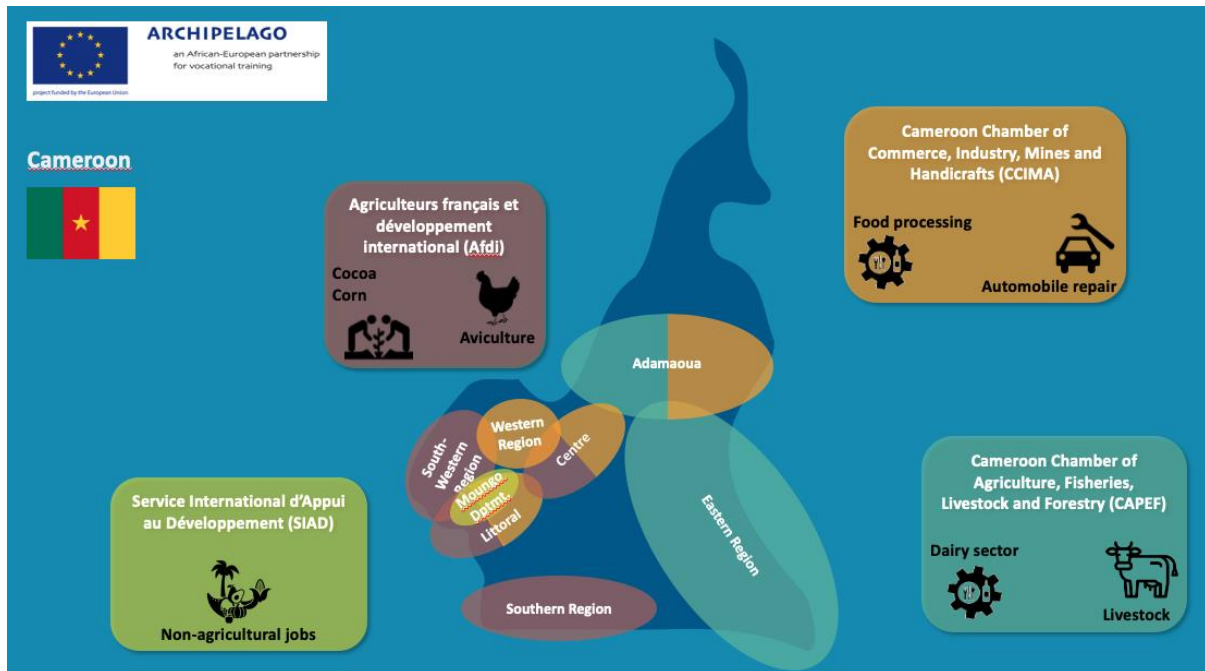 ARCHIPELAGO
an African-European partnership
for vocational training
project funded by the European Union
Cameroon
Agriculteurs français et
développement
international (Afdi)
Cocoa
Corn
Aviculture
Cameroon Chamber of
Commerce, Industry, Mines and
Handicrafts (CCIMA)
Food processing
Automobile repair
Adamaoua
Western
Region
Centre
South-
Western
Region
Moungo
Dptmt.
Littoral
Eastern Region
Southern Region
Service International d’Appui
au Développement (SIAD)
Non-agricultural jobs
Cameroon Chamber of
Agriculture, Fisheries,
Livestock and Forestry (CAPEF)
Dairy sector
Livestock